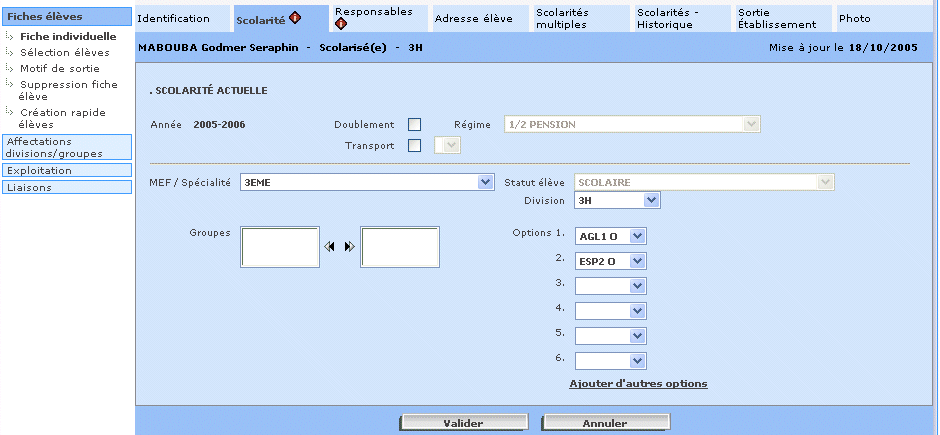 Fiches élèves
Fiche individuelle
Sélection élèves
Motif de sortie
Suppression fiche
élève
Création rapide
élèves
Affectations
divisions/groupes
Exploitation
Liaisons
Identification
Scolarité
Responsables
Adresse élève
Scolarités
multiples
Scolarités -
Historique
Sortie
Établissement
Photo
MABOUBA Godmer Seraphin - Scolarisé(e) - 3H
Mise à jour le 18/10/2005
. SCOLARITÉ ACTUELLE
Année 2005-2006
Doublement
Régime 1/2 PENSION
Transport
MEF / Spécialité 3EME
Statut élève SCOLAIRE
Division 3H
Groupes
Options 1. AGL1 O
2. ESP2 O
3.
4.
5.
6.
Ajouter d'autres options
Valider
Annuler